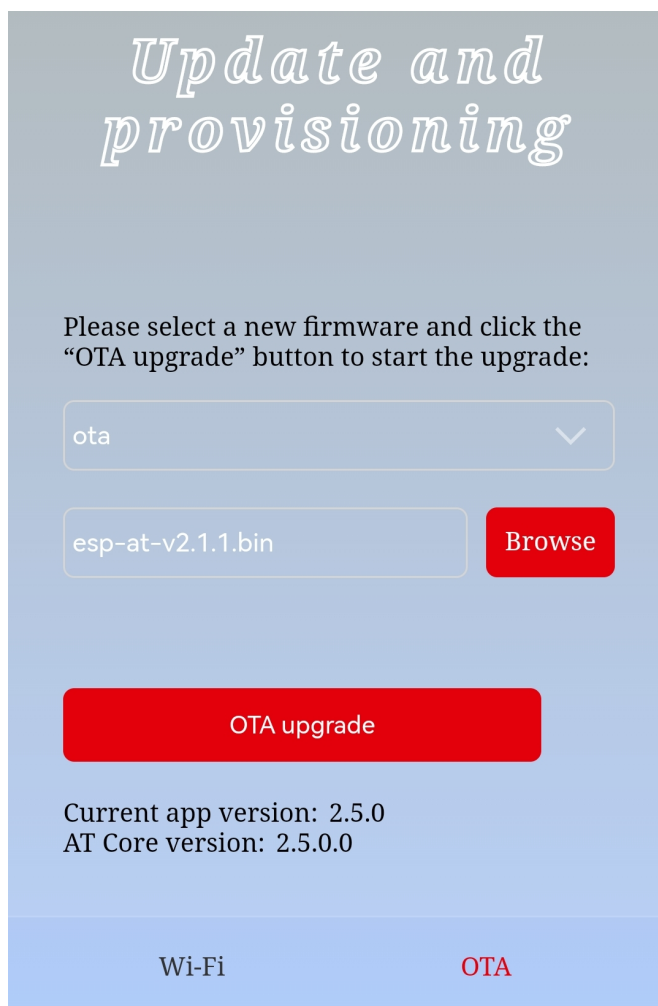 Update and
provisioning
Please select a new firmware and click the
“OTA upgrade” button to start the upgrade:
ota
esp-at-v2.1.1.bin
Browse
OTA upgrade
Current app version: 2.5.0
AT Core version: 2.5.0.0
Wi-Fi
OTA